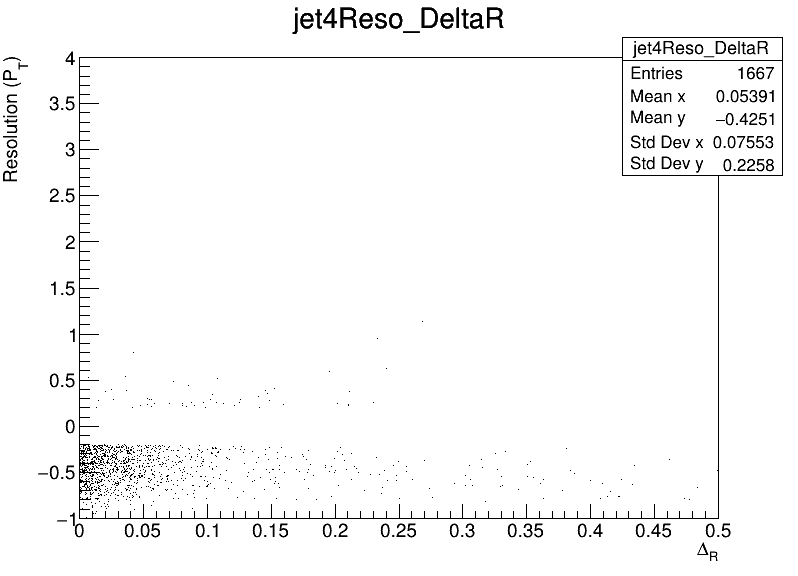 jet4Reso_DeltaR
jet4Reso_DeltaR
Entries 1667
Mean x 0.05391
Mean y −0.4251
Std Dev x 0.07553
Std Dev y 0.2258
Resolution (P_T)
4
3.5
3
2.5
2
1.5
1
0.5
0
−0.5
−1
0 0.05 0.1 0.15 0.2 0.25 0.3 0.35 0.4 0.45 0.5
Δ_R